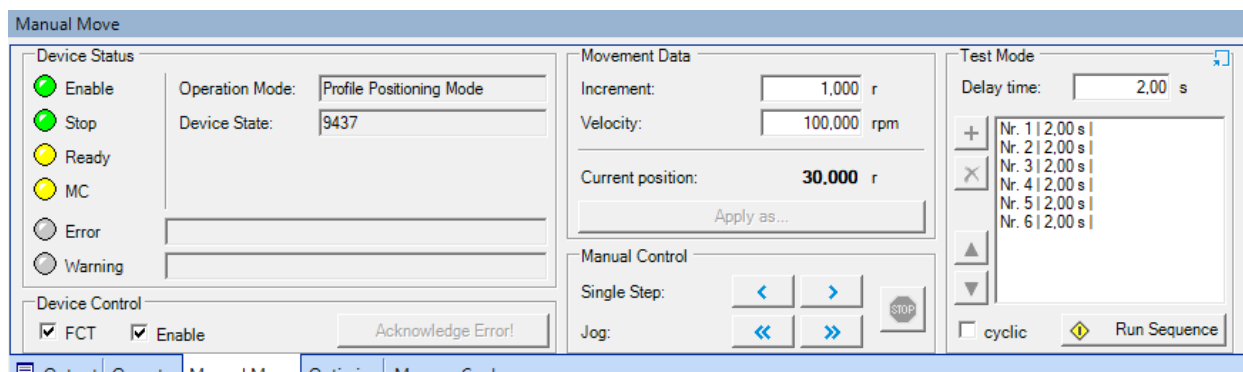 Manual Move
Device Status
Enable
Operation Mode: Profile Positioning Mode
Stop
Device State: 9437
Ready
MC
Error
Warning
Device Control
FCT Enable Acknowledge Error!
Movement Data
Increment: 1,000 r
Velocity: 100,000 rpm
Current position: 30,000 r
Apply as...
Manual Control
Single Step: < >
STOP
Jog: « »
Test Mode
Delay time: 2,00 s
Nr. 1 | 2,00 s |
Nr. 2 | 2,00 s |
Nr. 3 | 2,00 s |
Nr. 4 | 2,00 s |
Nr. 5 | 2,00 s |
Nr. 6 | 2,00 s |
cyclic Run Sequence